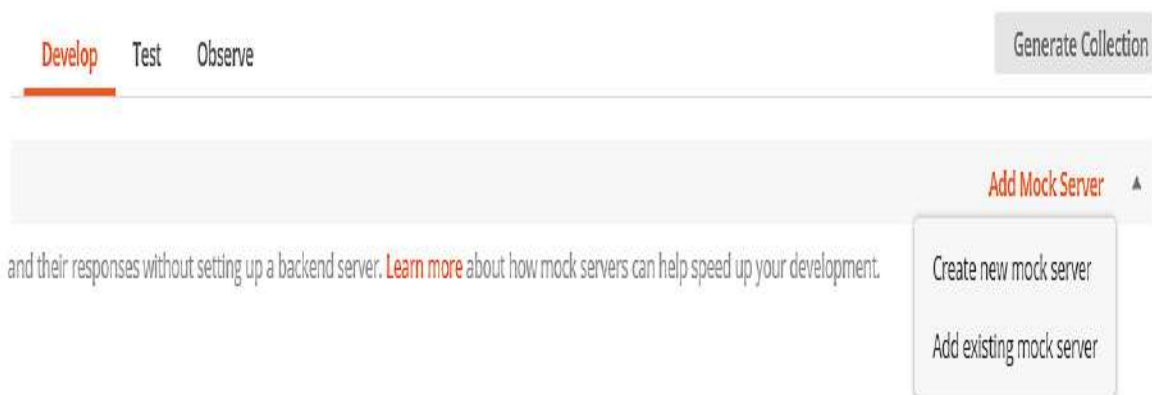 Develop Test Observe Generate Collection
Add Mock Server
and their responses without setting up a backend server. Learn more about how mock servers can help speed up your development.
Create new mock server
Add existing mock server